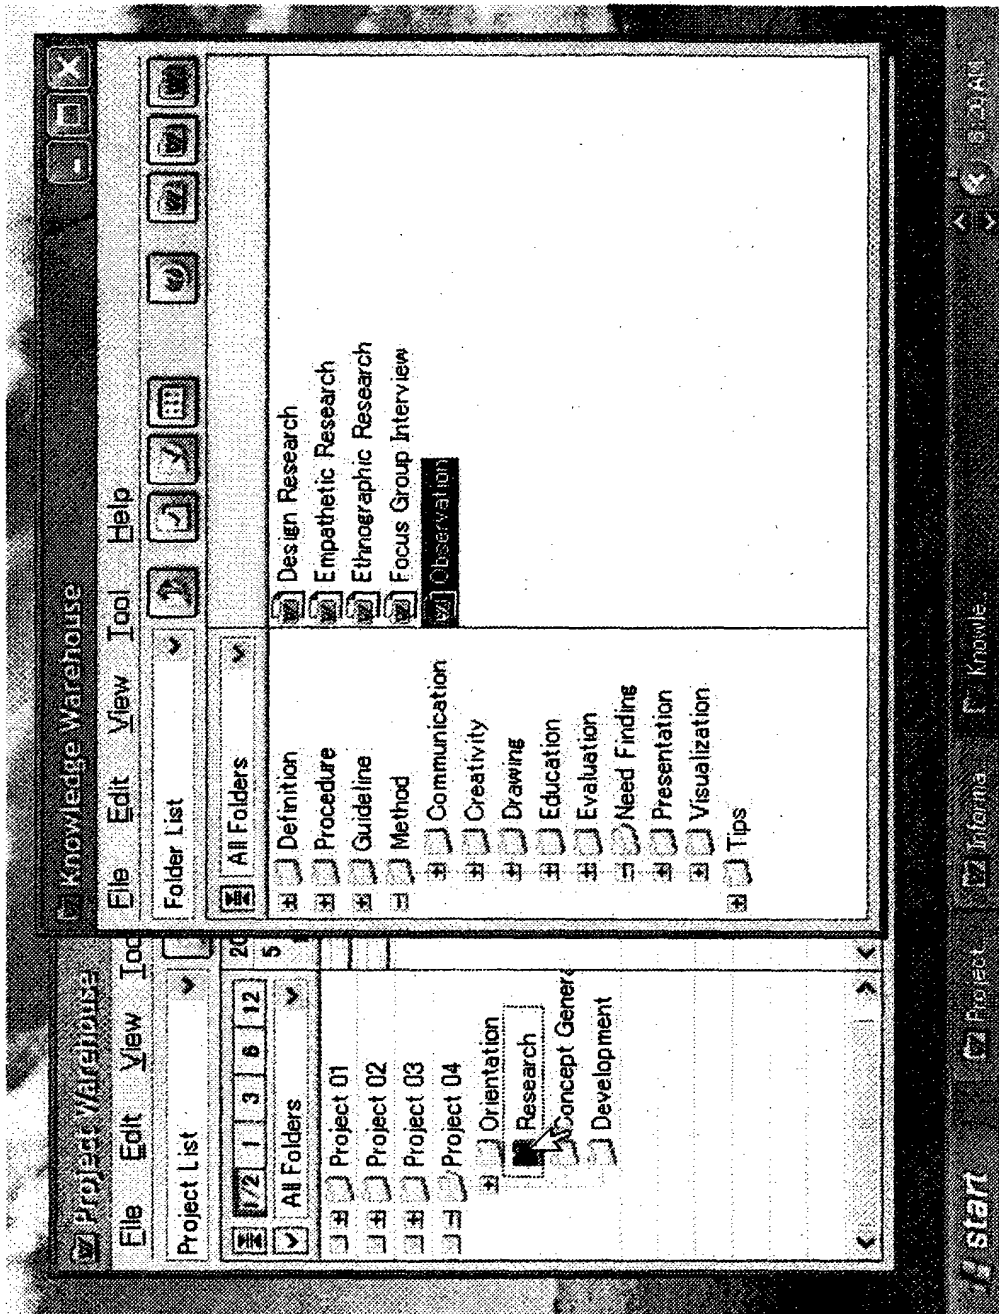 Project Warehouse
File Edit View Too
Project List
1/2 1 3 6 12
20
5
All Folders
Project 01
Project 02
Project 03
Project 04
Orientation
Research
Concept Genera
Development
Knowledge Warehouse
File Edit View Tool Help
Folder List
All Folders
Definition
Procedure
Guideline
Method
Communication
Creativity
Drawing
Education
Evaluation
Need Finding
Presentation
Visualization
Tips
Design Research
Empathetic Research
Ethnographic Research
Focus Group Interview
Observation
start
Project
Informa
Knowle